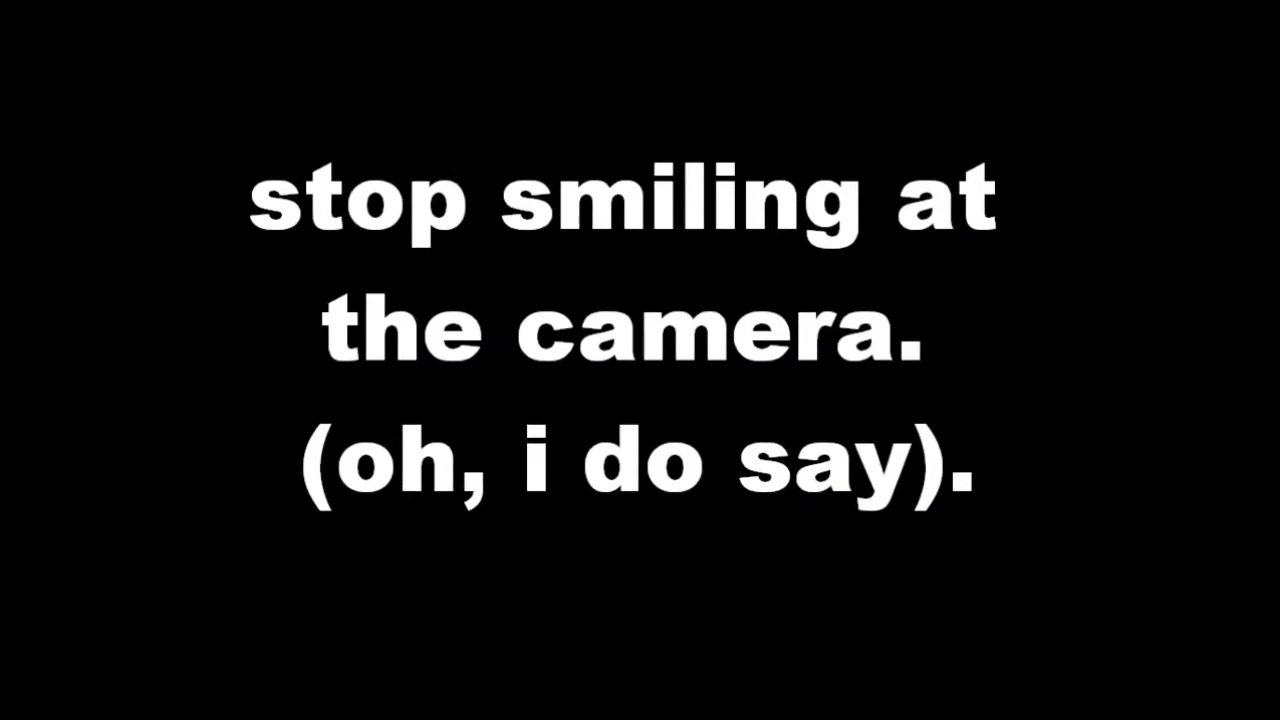 stop smiling at
the camera.
(oh, i do say).